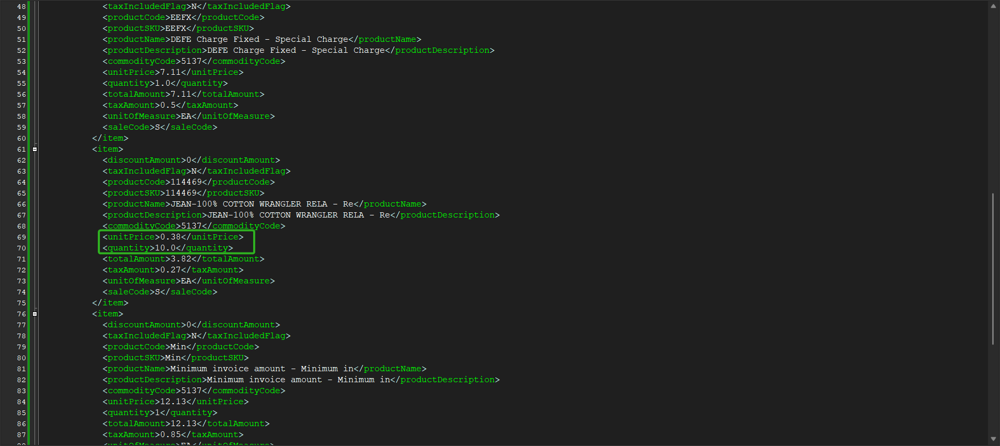 48 <taxIncludedFlag>N</taxIncludedFlag>
49 <productCode>EEFX</productCode>
50 <productSKU>EEFX</productSKU>
51 <productName>DEFE Charge Fixed - Special Charge</productName>
52 <productDescription>DEFE Charge Fixed - Special Charge</productDescription>
53 <commodityCode>5137</commodityCode>
54 <unitPrice>7.11</unitPrice>
55 <quantity>1.0</quantity>
56 <totalAmount>7.11</totalAmount>
57 <taxAmount>0.5</taxAmount>
58 <unitOfMeasure>EA</unitOfMeasure>
59 <saleCode>S</saleCode>
60 </item>
61 <item>
62 <discountAmount>0</discountAmount>
63 <taxIncludedFlag>N</taxIncludedFlag>
64 <productCode>114469</productCode>
65 <productSKU>114469</productSKU>
66 <productName>JEAN-100% COTTON WRANGLER RELA - Re</productName>
67 <productDescription>JEAN-100% COTTON WRANGLER RELA - Re</productDescription>
68 <commodityCode>5137</commodityCode>
69 <unitPrice>0.38</unitPrice>
70 <quantity>10.0</quantity>
71 <totalAmount>3.82</totalAmount>
72 <taxAmount>0.27</taxAmount>
73 <unitOfMeasure>EA</unitOfMeasure>
74 <saleCode>S</saleCode>
75 </item>
76 <item>
77 <discountAmount>0</discountAmount>
78 <taxIncludedFlag>N</taxIncludedFlag>
79 <productCode>Min</productCode>
80 <productSKU>Min</productSKU>
81 <productName>Minimum invoice amount - Minimum in</productName>
82 <productDescription>Minimum invoice amount - Minimum in</productDescription>
83 <commodityCode>5137</commodityCode>
84 <unitPrice>12.13</unitPrice>
85 <quantity>1</quantity>
86 <totalAmount>12.13</totalAmount>
87 <taxAmount>0.85</taxAmount>
88 <unitOfMeasure>EA</unitOfMeasure>